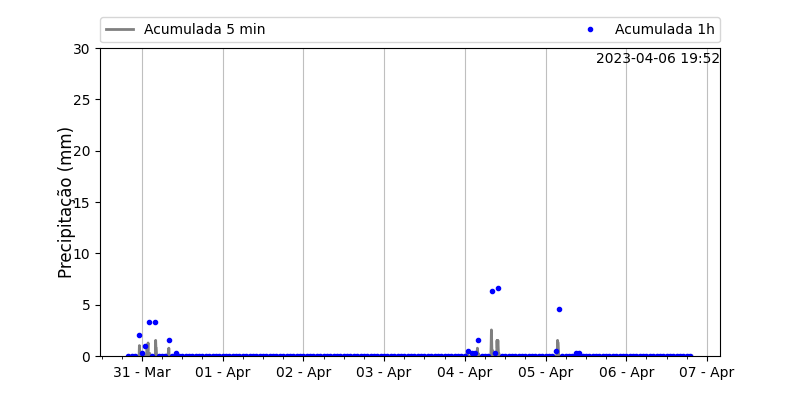 Acumulada 5 min
Acumulada 1h
2023-04-06 19:52
Precipitação (mm)
30
25
20
15
10
5
0
31 - Mar
01 - Apr
02 - Apr
03 - Apr
04 - Apr
05 - Apr
06 - Apr
07 - Apr